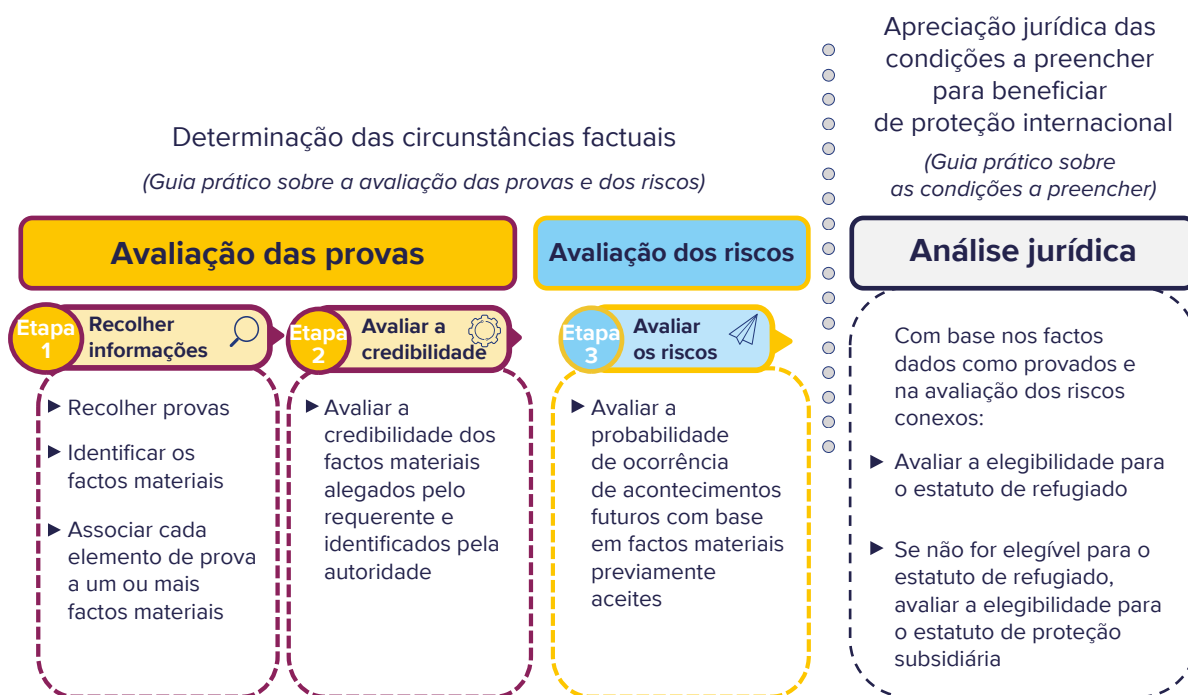 Determinação das circunstâncias factuais
(Guia prático sobre a avaliação das provas e dos riscos)
Apreciação jurídica das
condições a preencher
para beneficiar
de proteção internacional
(Guia prático sobre
as condições a preencher)
Avaliação das provas
Avaliação dos riscos
Análise jurídica
Etapa
1
Recolher
informações
▶ Recolher provas
▶ Identificar os
factos materiais
▶ Associar cada
elemento de prova
a um ou mais
factos materiais
Etapa
2
Avaliar a
credibilidade
▶ Avaliar a
credibilidade dos
factos materiais
alegados pelo
requerente e
identificados pela
autoridade
Etapa
3
Avaliar
os riscos
▶ Avaliar a
probabilidade
de ocorrência
de acontecimentos
futuros com base
em factos materiais
previamente
aceites
Com base nos factos
dados como provados e
na avaliação dos riscos
conexos:
▶ Avaliar a elegibilidade para
o estatuto de refugiado
▶ Se não for elegível para o
estatuto de refugiado,
avaliar a elegibilidade para
o estatuto de proteção
subsidiária